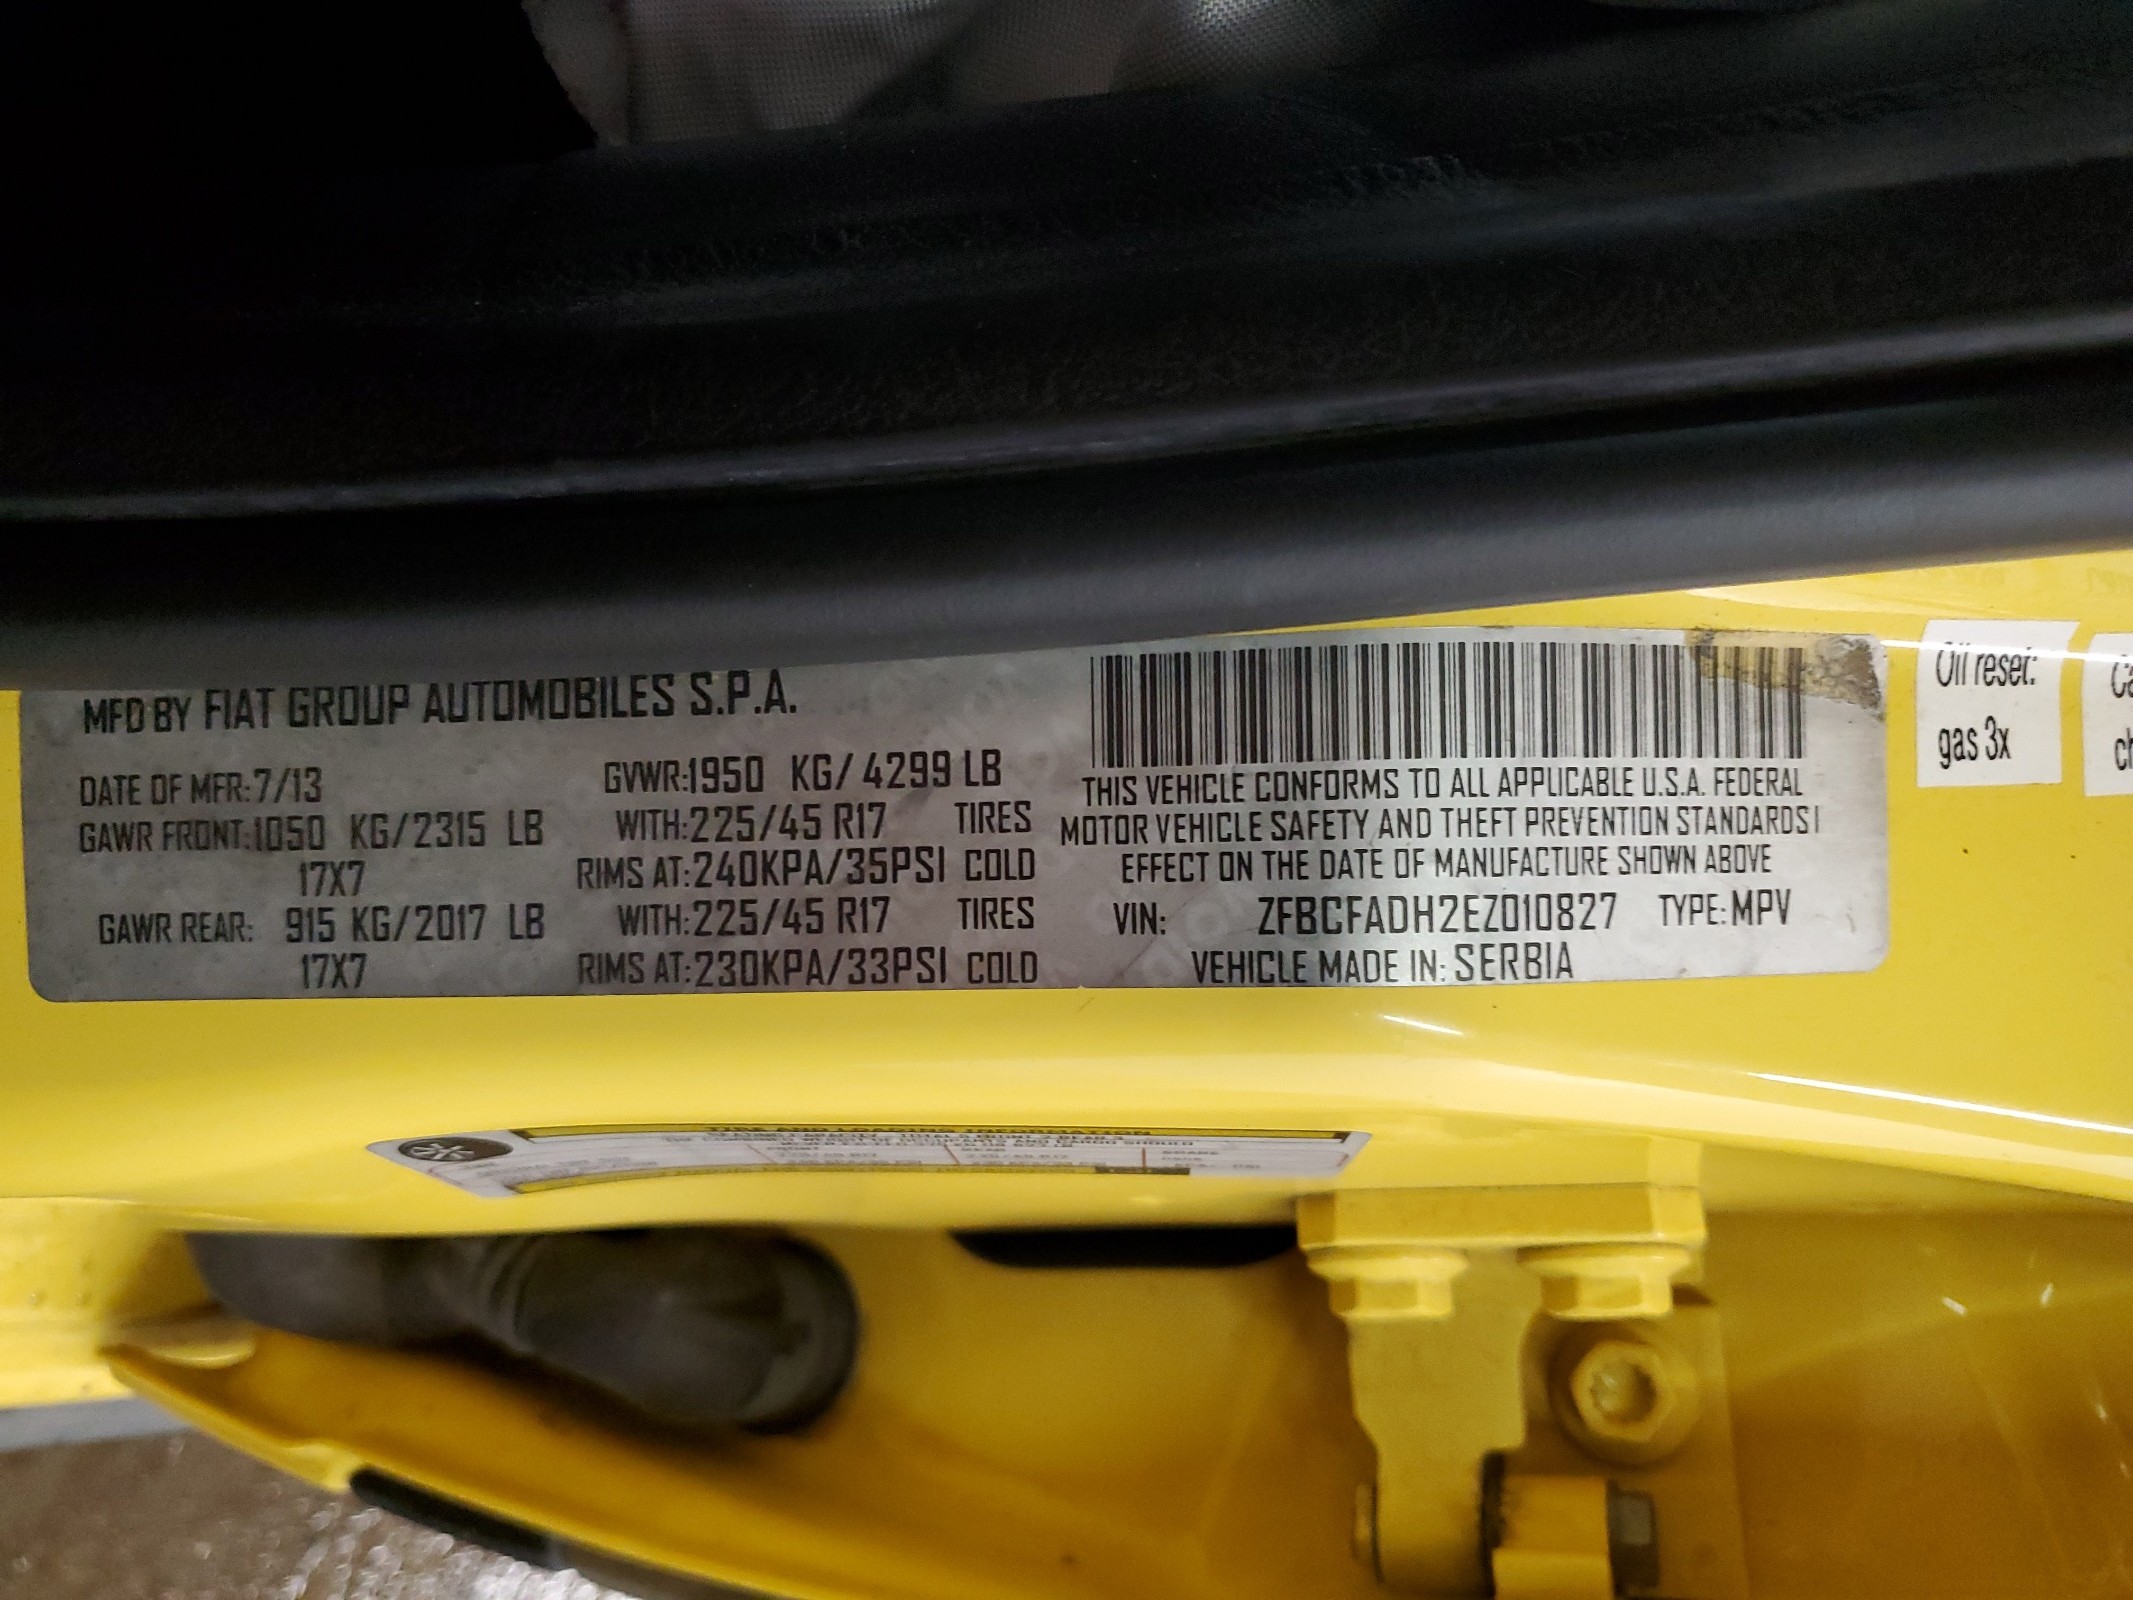 MFD BY FIAT GROUP AUTOMOBILES S.P.A.
DATE OF MFR:7/13 GVWR:1950 KG/ 4299 LB
GAWR FRONT:1050 KG/2315 LB WITH:225/45 R17 TIRES
17X7 RIMS AT:240KPA/35PSI COLD
GAWR REAR: 915 KG/2017 LB WITH:225/45 R17 TIRES
17X7 RIMS AT:230KPA/33PSI COLD
THIS VEHICLE CONFORMS TO ALL APPLICABLE U.S.A. FEDERAL
MOTOR VEHICLE SAFETY AND THEFT PREVENTION STANDARDS I
EFFECT ON THE DATE OF MANUFACTURE SHOWN ABOVE
VIN: ZFBCFADH2EZ010827 TYPE:MPV
VEHICLE MADE IN: SERBIA
Oil reset:
gas 3x
TIRE AND LOADING INFORMATION